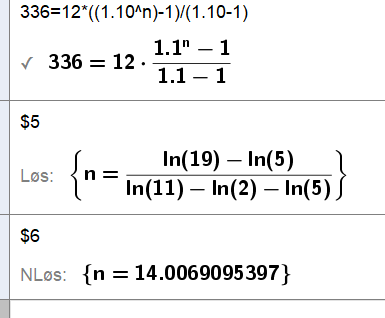 336=12*((1.10^n)-1)/(1.10-1)
✓ 336 = 12 · (1.1ⁿ − 1)/(1.1 − 1)
$5
Løs: {n = (ln(19) − ln(5))/(ln(11) − ln(2) − ln(5))}
$6
NLøs: {n = 14.0069095397}